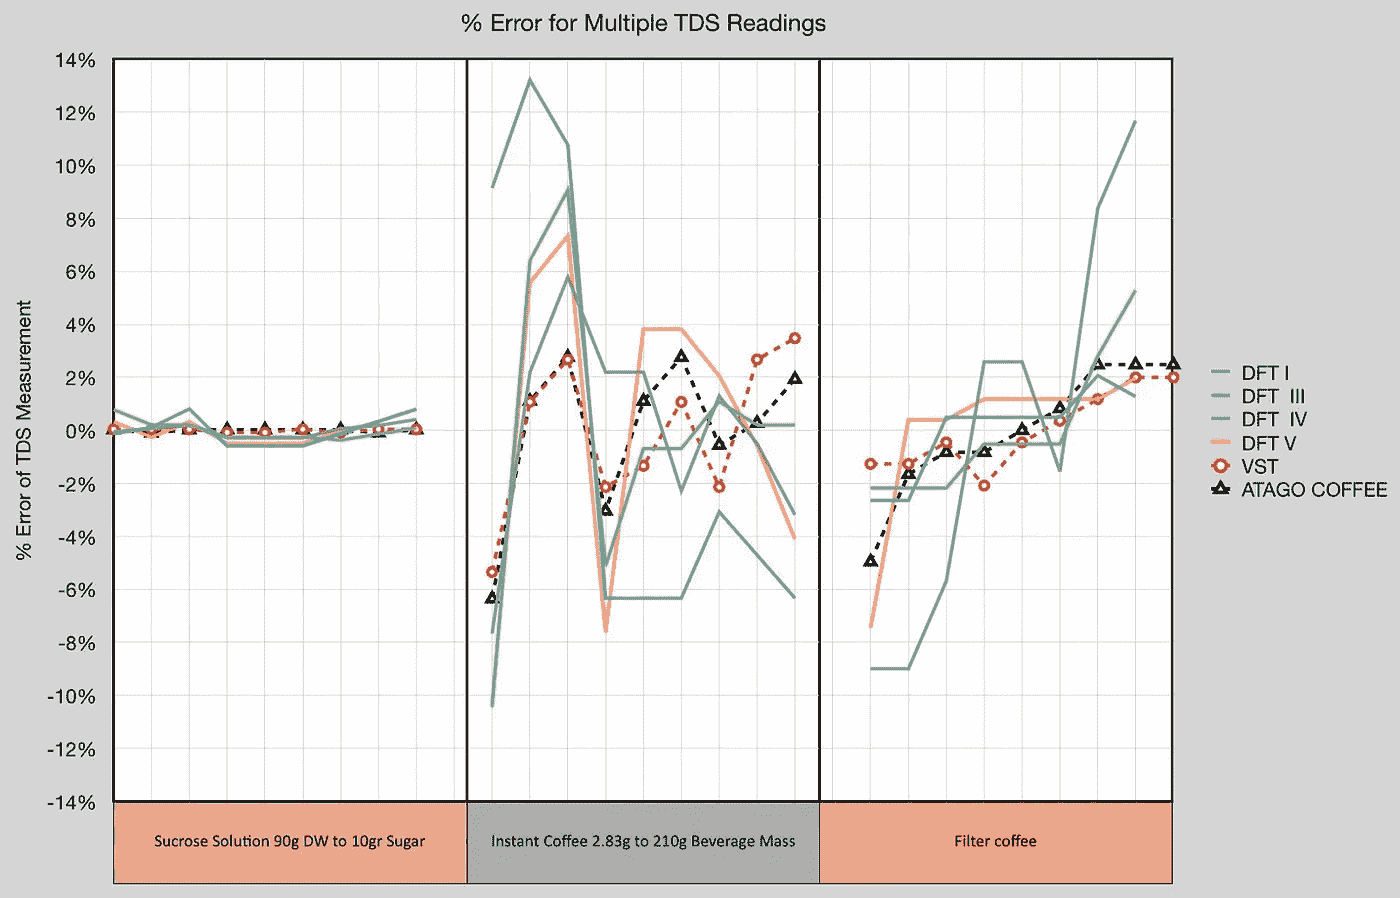 % Error for Multiple TDS Readings
% Error of TDS Measurement
14%
12%
10%
8%
6%
4%
2%
0%
-2%
-4%
-6%
-8%
-10%
-12%
-14%
DFT I
DFT III
DFT IV
DFT V
VST
ATAGO COFFEE
Sucrose Solution 90g DW to 10gr Sugar
Instant Coffee 2.83g to 210g Beverage Mass
Filter coffee